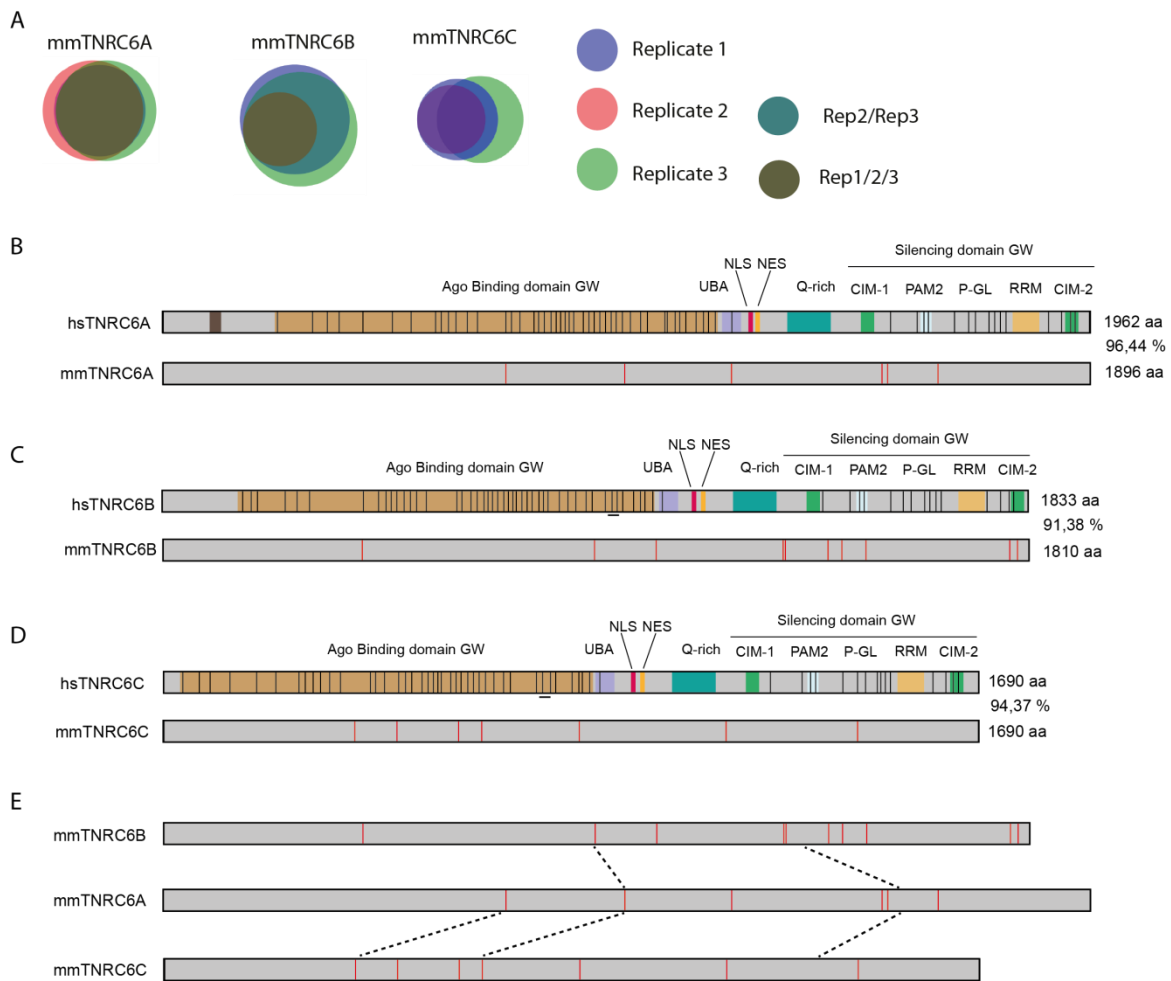 A
mmTNRC6A
mmTNRC6B
mmTNRC6C
Replicate 1
Replicate 2
Replicate 3
Rep2/Rep3
Rep1/2/3
B
Silencing domain GW
NLS NES
Ago Binding domain GW UBA Q-rich CIM-1 PAM2 P-GL RRM CIM-2
hsTNRC6A 1962 aa
96,44 %
mmTNRC6A 1896 aa
C
Silencing domain GW
NLS NES
Ago Binding domain GW UBA Q-rich CIM-1 PAM2 P-GL RRM CIM-2
hsTNRC6B 1833 aa
91,38 %
mmTNRC6B 1810 aa
D
Silencing domain GW
NLS NES
Ago Binding domain GW UBA Q-rich CIM-1 PAM2 P-GL RRM CIM-2
hsTNRC6C 1690 aa
94,37 %
mmTNRC6C 1690 aa
E
mmTNRC6B
mmTNRC6A
mmTNRC6C